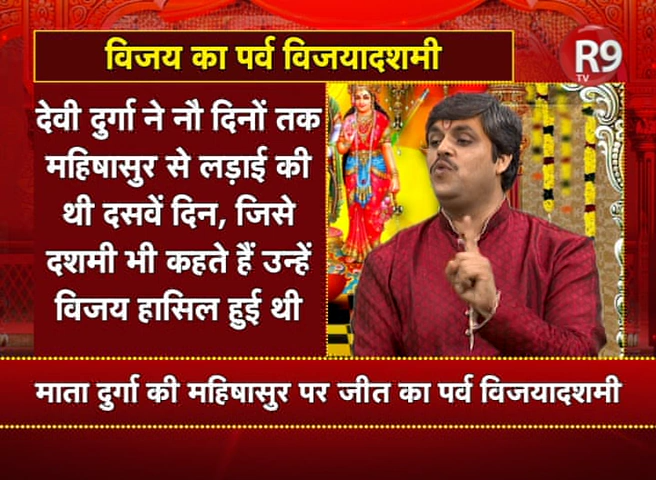 विजय का पर्व विजयादशमी
R9
TV
देवी दुर्गा ने नौ दिनों तक
महिषासुर से लड़ाई की
थी दसवें दिन, जिसे
दशमी भी कहते हैं उन्हें
विजय हासिल हुई थी
माता दुर्गा की महिषासुर पर जीत का पर्व विजयादशमी